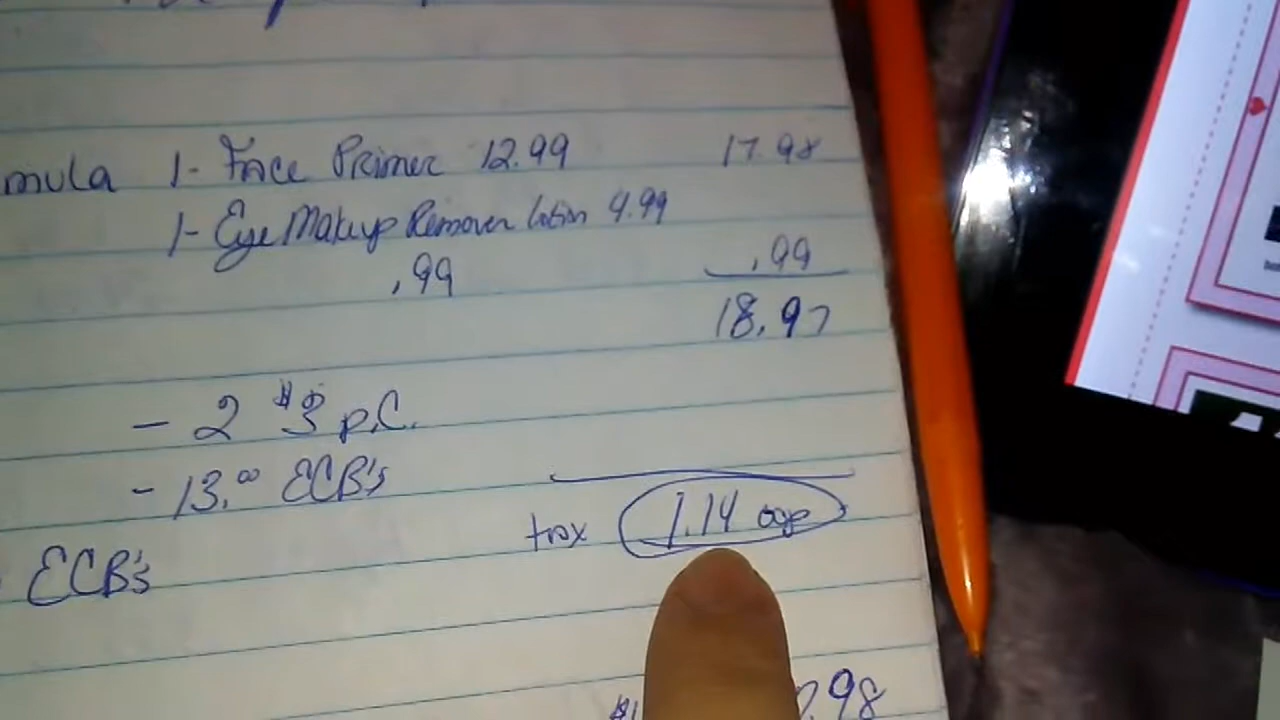 mula 1- Face Primer 12.99 17.98
1- Eye Makeup Remover Lotion 4.99
,99 ,99
18.97
- 2 $3 p.C.
- 13.00 ECB's
tax 1.14 oop
ECB's
.98